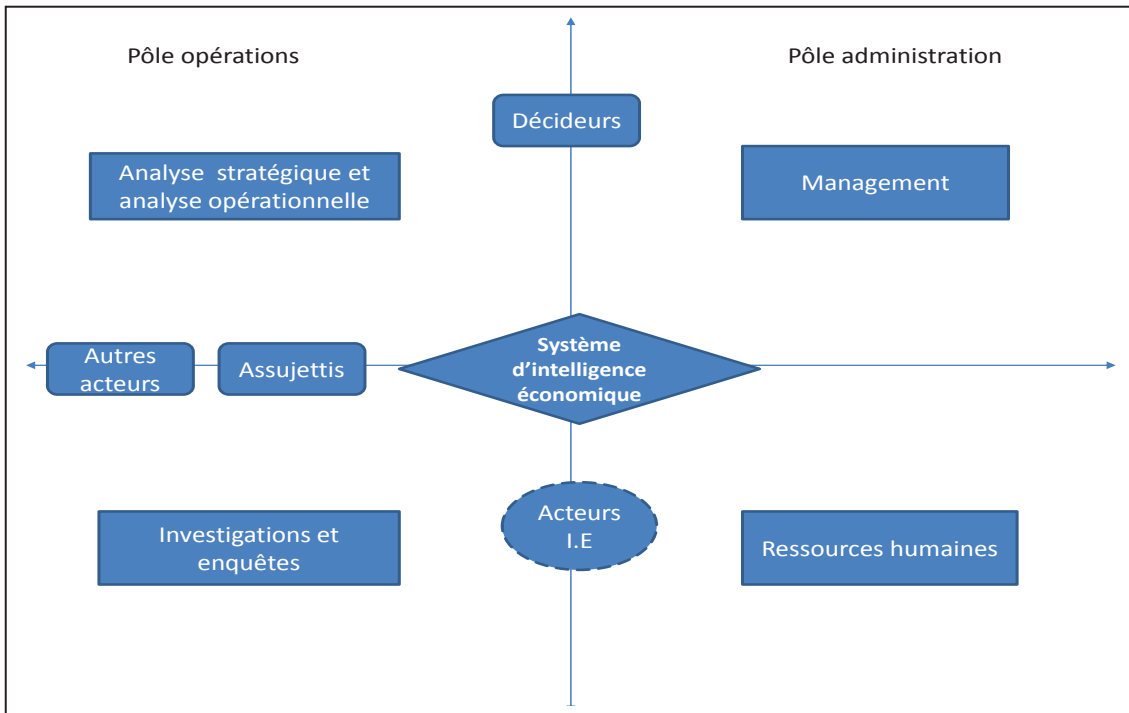 Pôle opérations
Pôle administration
Décideurs
Analyse stratégique et
analyse opérationnelle
Management
Autres
acteurs
Assujettis
Système
d'intelligence
économique
Investigations et
enquêtes
Acteurs
I.E
Ressources humaines